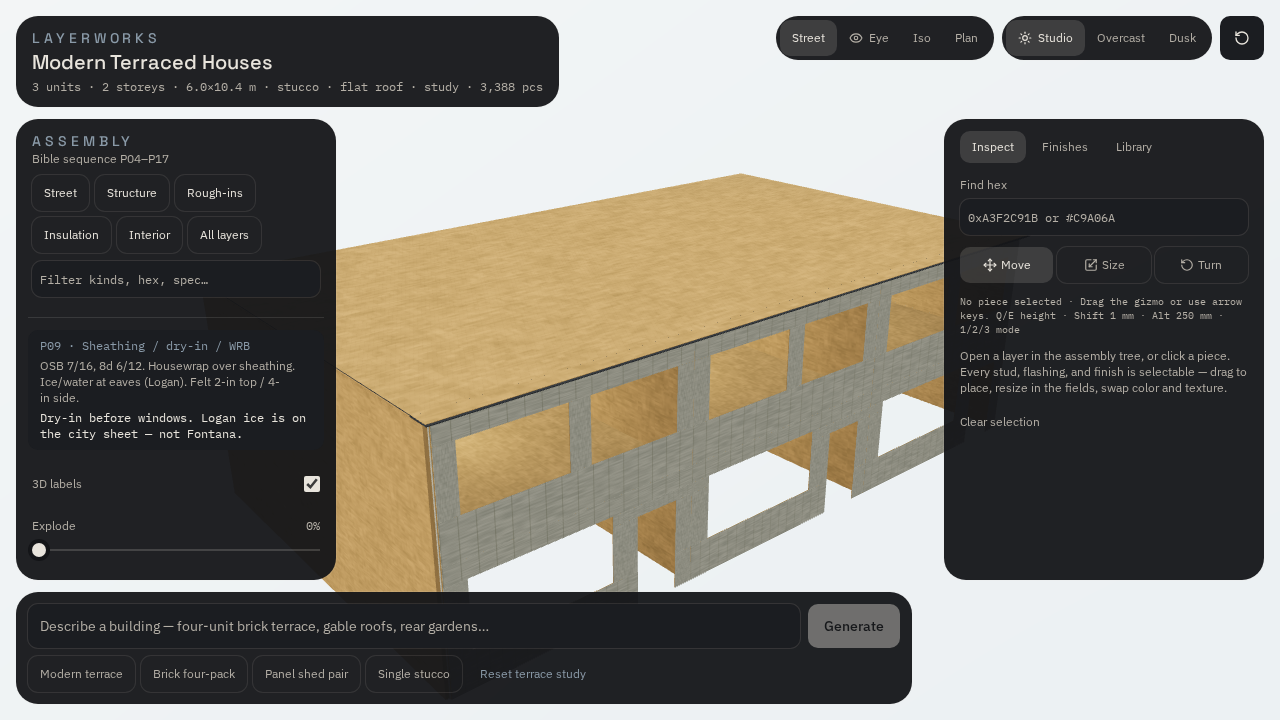 LAYERWORKS
Modern Terraced Houses
3 units · 2 storeys · 6.0×10.4 m · stucco · flat roof · study · 3,388 pcs
Street
Eye
Iso
Plan
Studio
Overcast
Dusk
ASSEMBLY
Bible sequence P04–P17
Street
Structure
Rough-ins
Insulation
Interior
All layers
Filter kinds, hex, spec…
P09 · Sheathing / dry-in / WRB
OSB 7/16, 8d 6/12. Housewrap over sheathing.
Ice/water at eaves (Logan). Felt 2-in top / 4-
in side.
Dry-in before windows. Logan ice is on
the city sheet — not Fontana.
3D labels
Explode
0%
Inspect
Finishes
Library
Find hex
0xA3F2C91B or #C9A06A
Move
Size
Turn
No piece selected · Drag the gizmo or use arrow
keys. Q/E height · Shift 1 mm · Alt 250 mm ·
1/2/3 mode
Open a layer in the assembly tree, or click a piece.
Every stud, flashing, and finish is selectable — drag to
place, resize in the fields, swap color and texture.
Clear selection
Describe a building — four-unit brick terrace, gable roofs, rear gardens…
Generate
Modern terrace
Brick four-pack
Panel shed pair
Single stucco
Reset terrace study